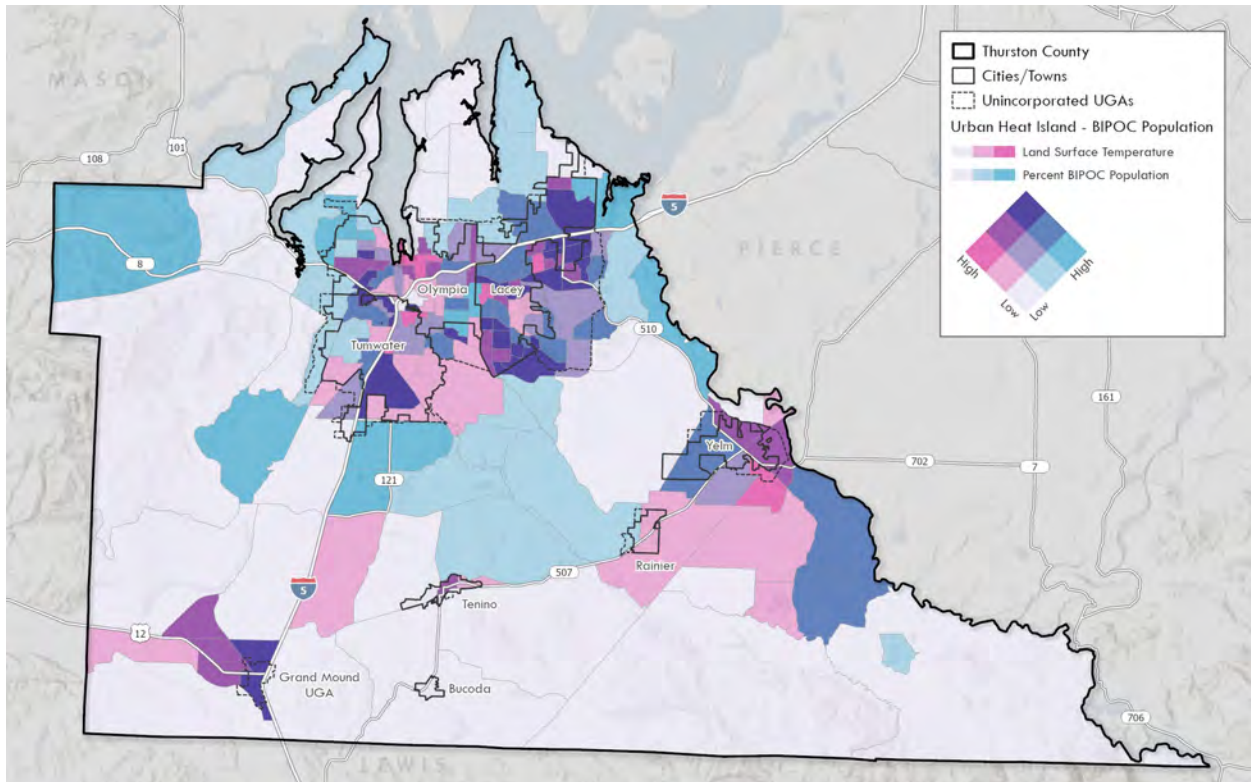 MASON
101
108
8
5
PIERCE
Olympia
Lacey
Tumwater
510
161
Yelm
702
7
121
Rainier
507
5
Tenino
12
Grand Mound
UGA
Bucoda
706
LEWIS
Thurston County
Cities/Towns
Unincorporated UGAs
Urban Heat Island - BIPOC Population
Land Surface Temperature
Percent BIPOC Population
High
Low
Low
High